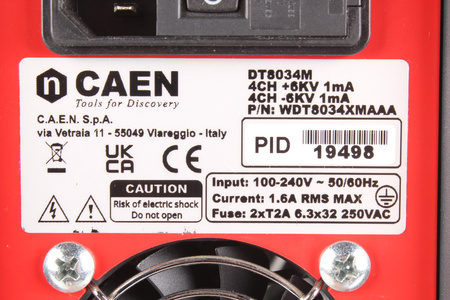 n CAEN
Tools for Discovery
C.A.E.N. S.p.A.
via Vetraia 11 - 55049 Viareggio - Italy
DT8034M
4CH +6KV 1mA
4CH -6KV 1mA
P/N: WDT8034XMAAA
PID 19498
UK
CA
CE
CAUTION
Risk of electric shock
Do not open
Input: 100-240V ~ 50/60Hz
Current: 1.6A RMS MAX
Fuse: 2xT2A 6.3x32 250VAC